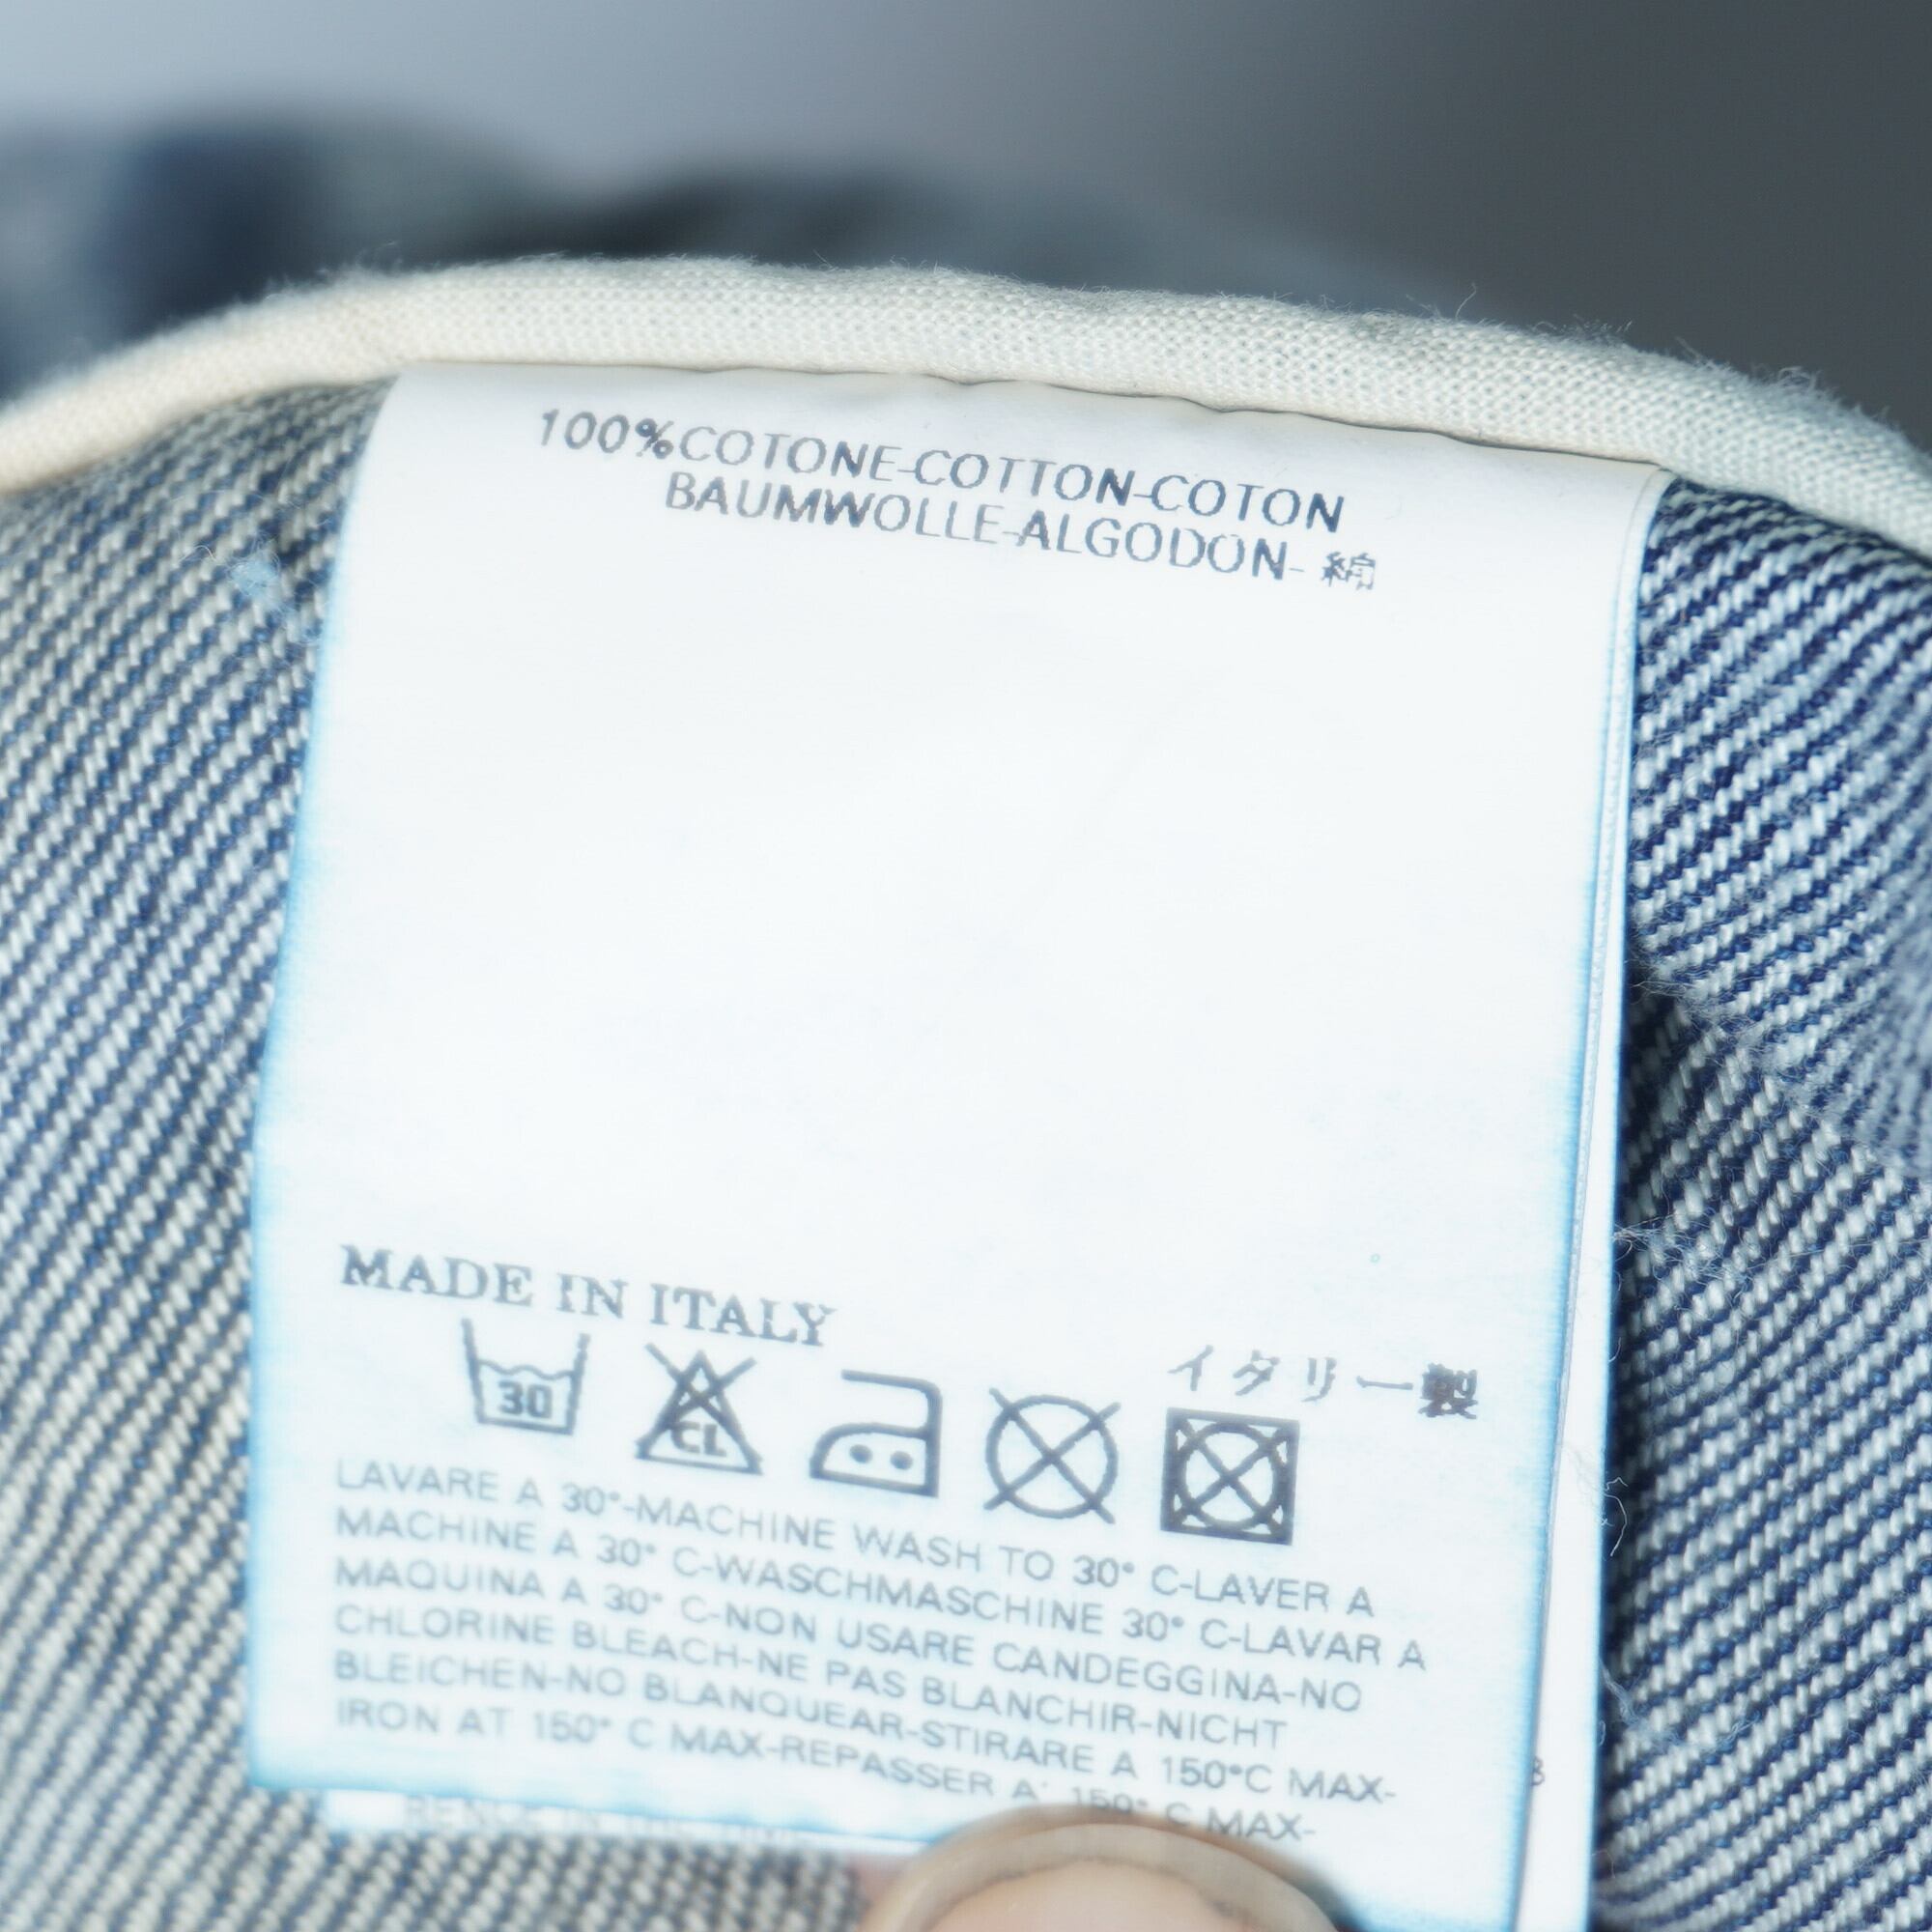 100%COTONE-COTTON-COTON
BAUMWOLLE-ALGODON- 綿
MADE IN ITALY
イタリー製
30
CL
LAVARE A 30°-MACHINE WASH TO 30° C-LAVER A
MACHINE A 30° C-WASCHMASCHINE 30° C-LAVAR A
MAQUINA A 30° C-NON USARE CANDEGGINA-NO
CHLORINE BLEACH-NE PAS BLANCHIR-NICHT
BLEICHEN-NO BLANQUEAR-STIRARE A 150°C MAX-
IRON AT 150° C MAX-REPASSER A' 150° C MAX-